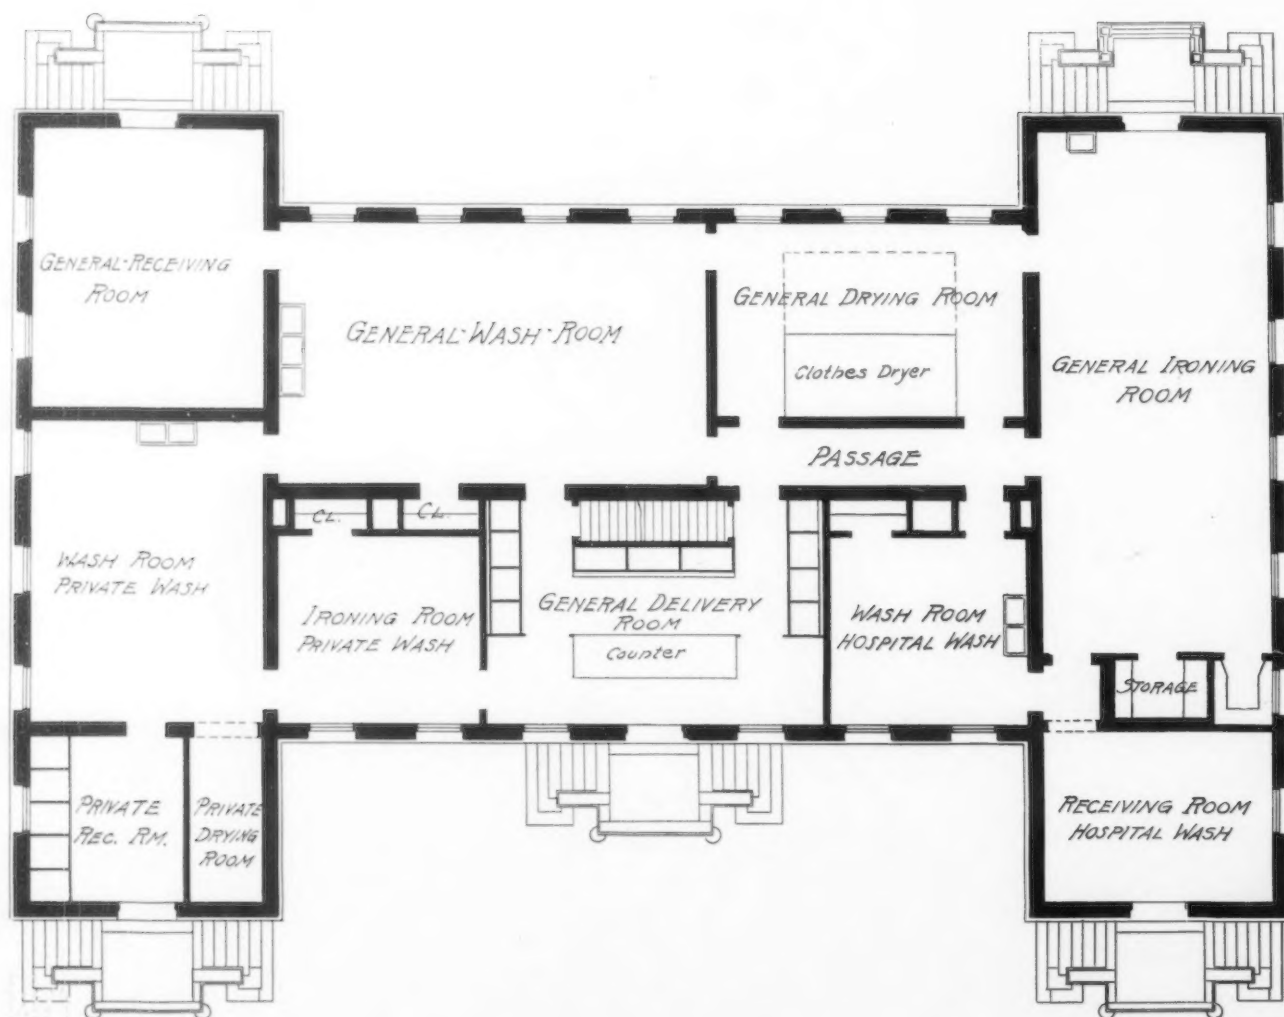 GENERAL-RECEIVING
ROOM
GENERAL-WASH-ROOM
GENERAL DRYING ROOM
Clothes Dryer
GENERAL IRONING
ROOM
PASSAGE
CL.
CL.
WASH ROOM
PRIVATE WASH
IRONING ROOM
PRIVATE WASH
GENERAL DELIVERY
ROOM
Counter
WASH ROOM
HOSPITAL WASH
STORAGE
PRIVATE
REC. RM.
PRIVATE
DRYING
ROOM
RECEIVING ROOM
HOSPITAL WASH